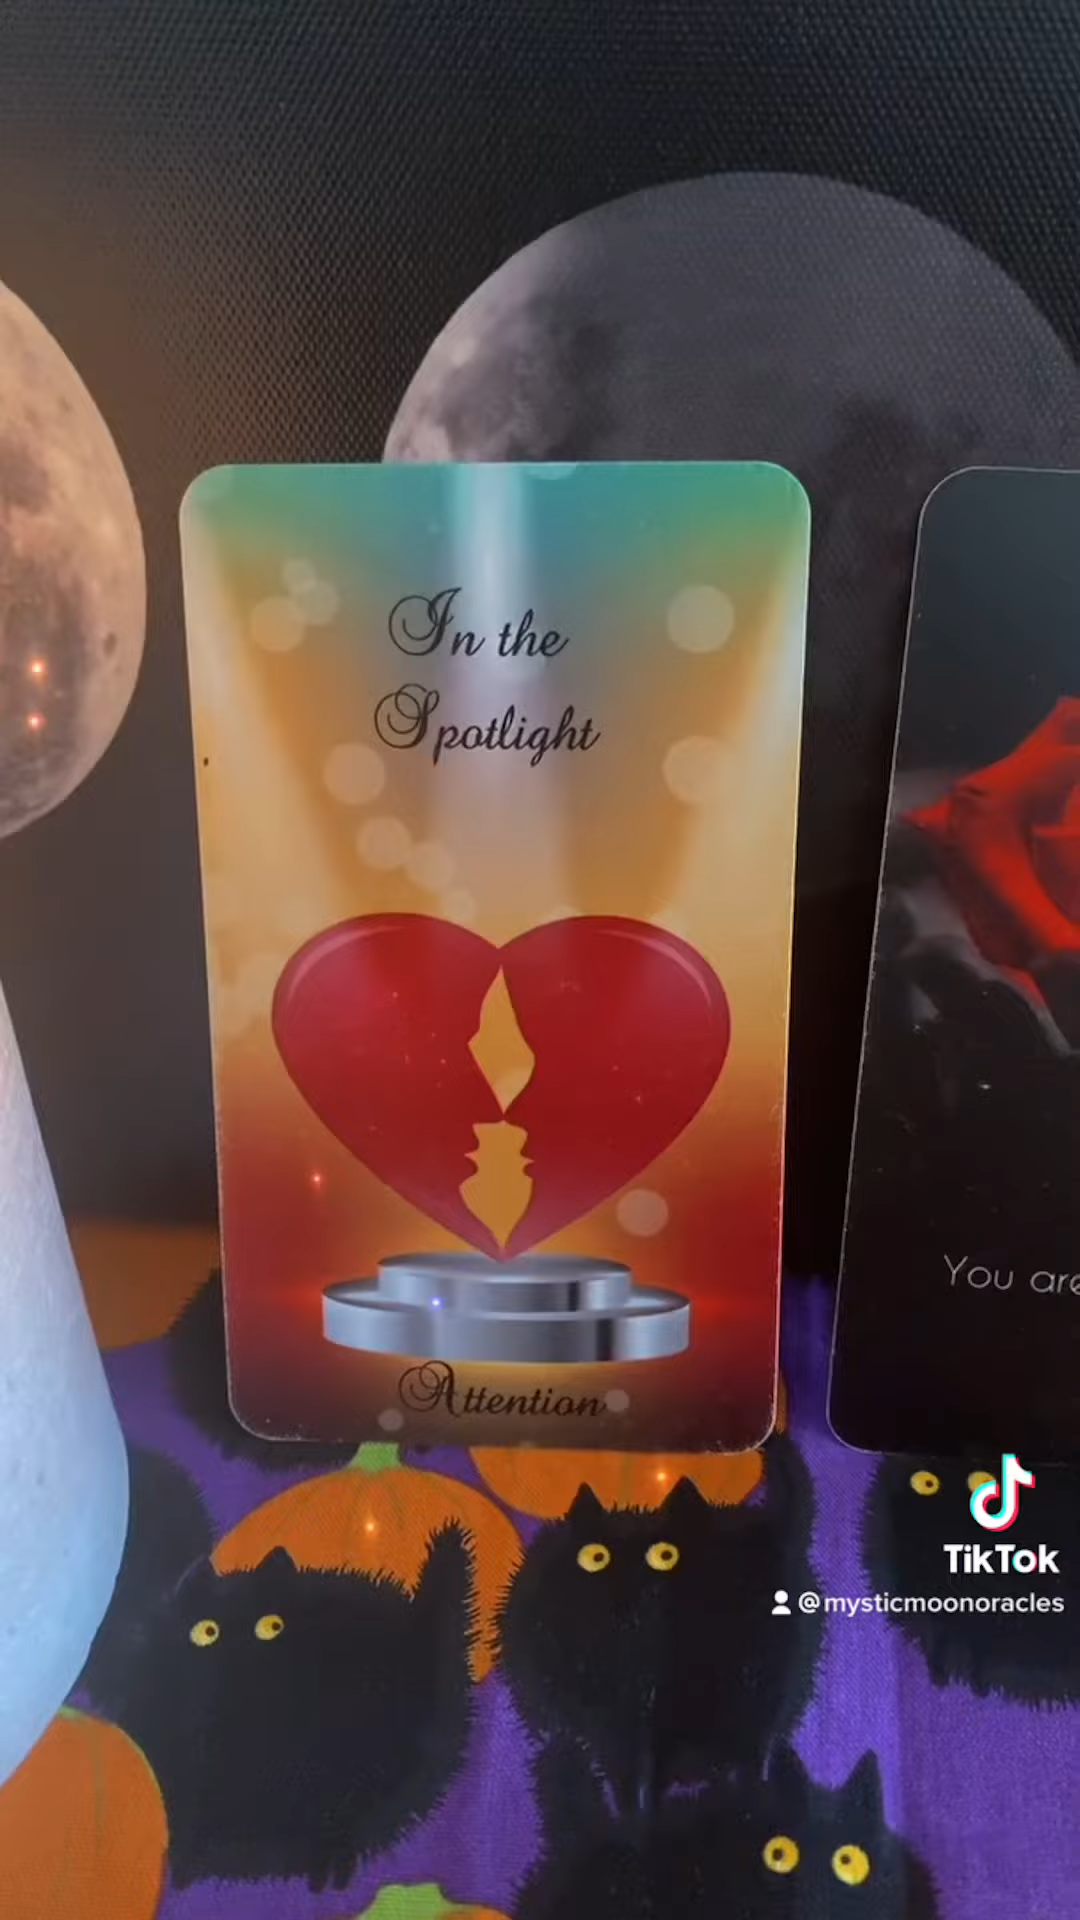 In the
Spotlight
Attention
You are
TikTok
@mysticmoonoracles